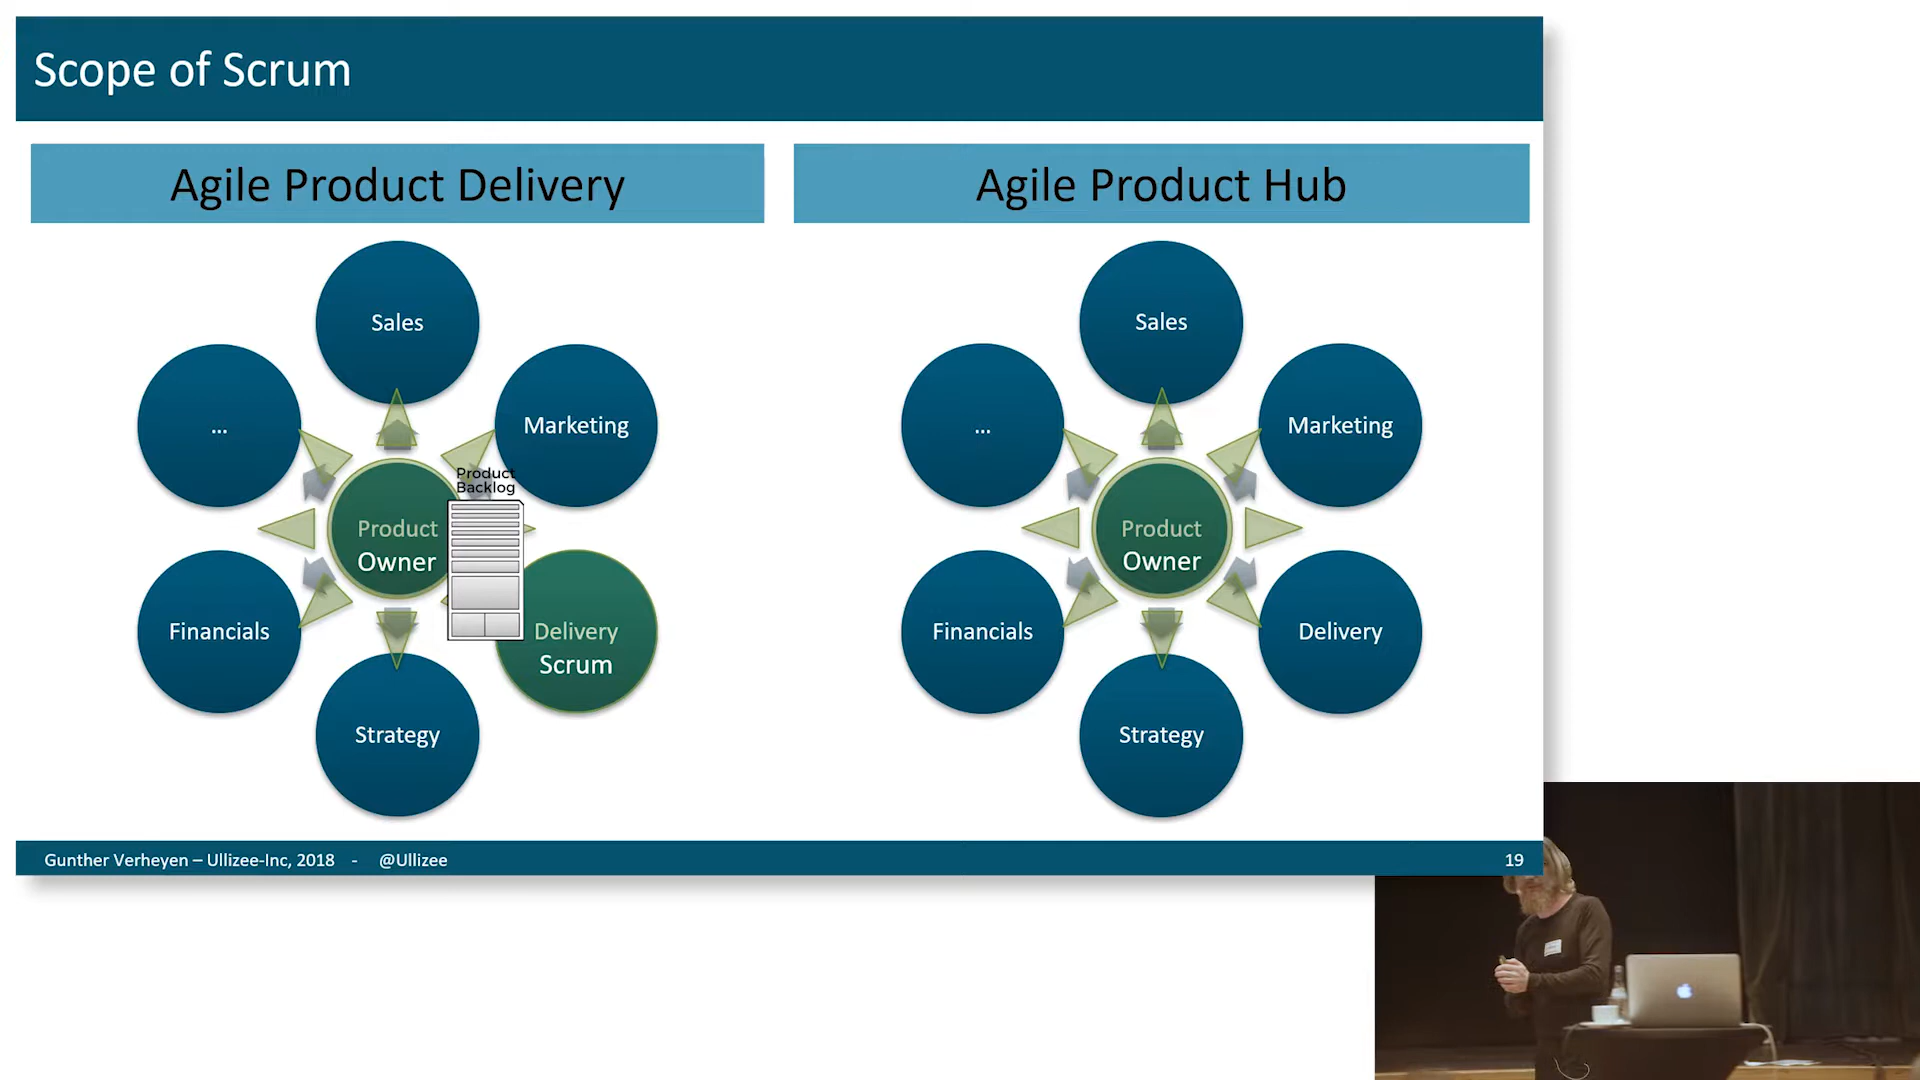 Scope of Scrum
Agile Product Delivery
Sales
...
Marketing
Product
Backlog
Product
Owner
Financials
Delivery
Scrum
Strategy
Agile Product Hub
Sales
...
Marketing
Product
Owner
Financials
Delivery
Strategy
Gunther Verheyen – Ullizee-Inc, 2018 - @Ullizee
19